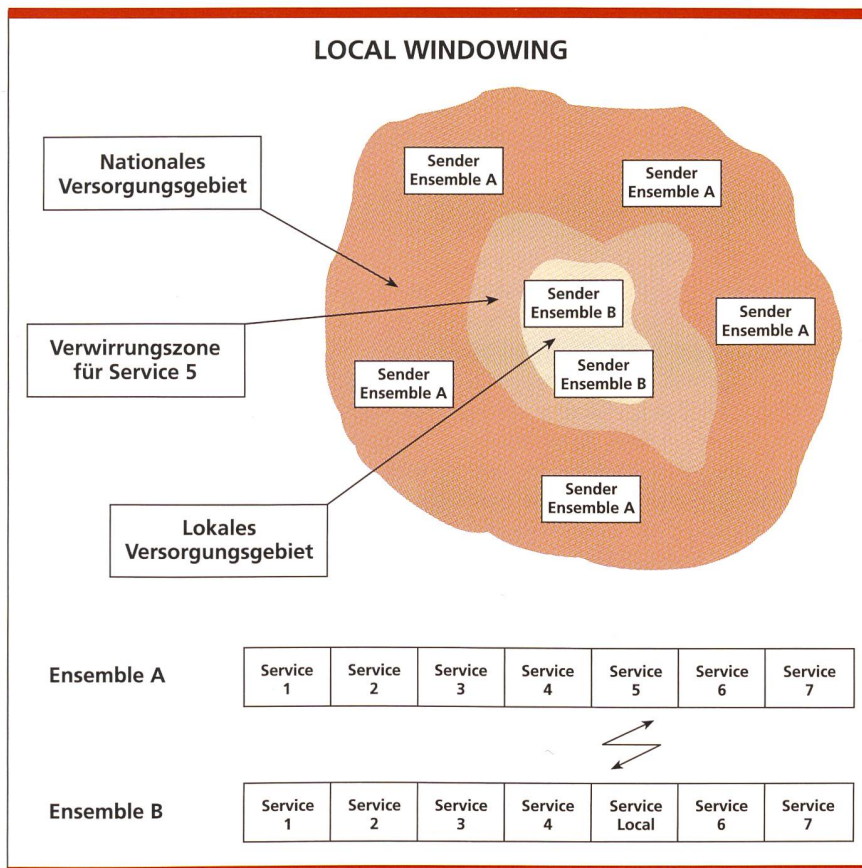 LOCAL WINDOWING
Nationales
Versorgungsgebiet
Sender
Ensemble A
Sender
Ensemble A
Sender
Ensemble B
Sender
Ensemble A
Verwirrungszone
für Service 5
Sender
Ensemble A
Sender
Ensemble B
Sender
Ensemble A
Lokales
Versorgungsgebiet
Ensemble A
Service
1
Service
2
Service
3
Service
4
Service
5
Service
6
Service
7
Ensemble B
Service
1
Service
2
Service
3
Service
4
Service
Local
Service
6
Service
7